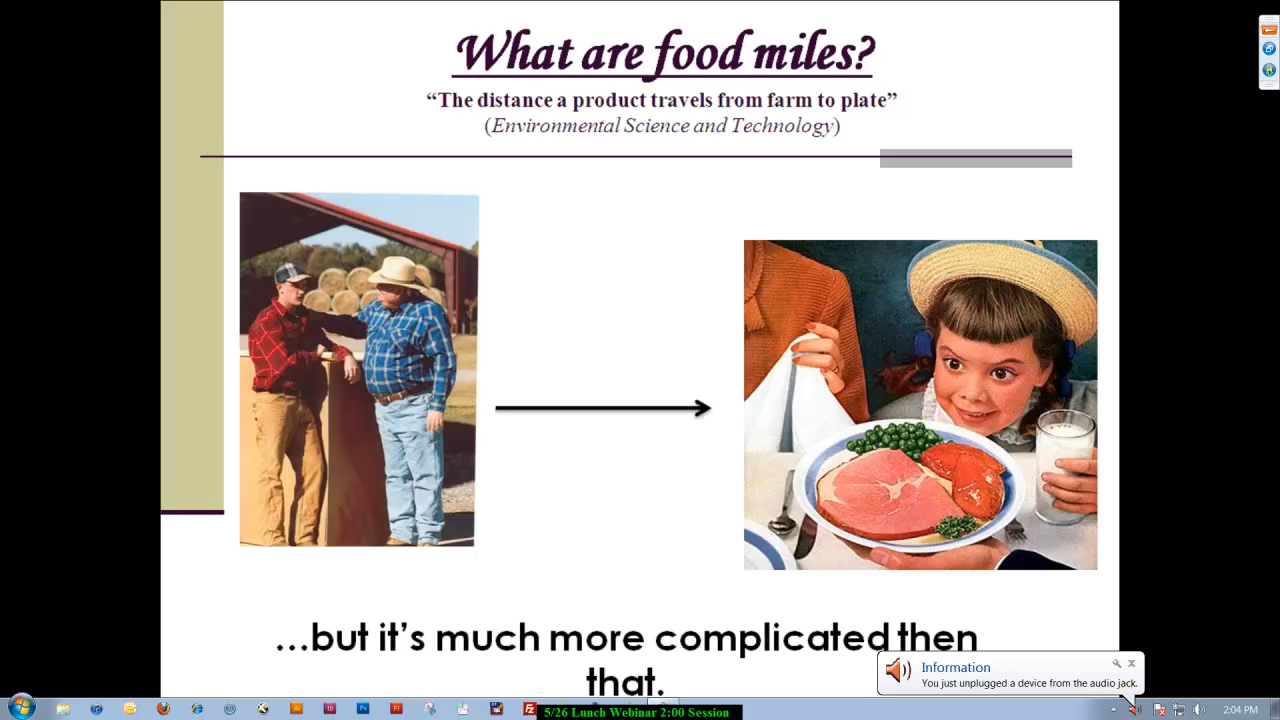 What are food miles?
“The distance a product travels from farm to plate”
(Environmental Science and Technology)
…but it’s much more complicated then
that.
Information
You just unplugged a device from the audio jack.
5/26 Lunch Webinar 2:00 Session
2:04 PM